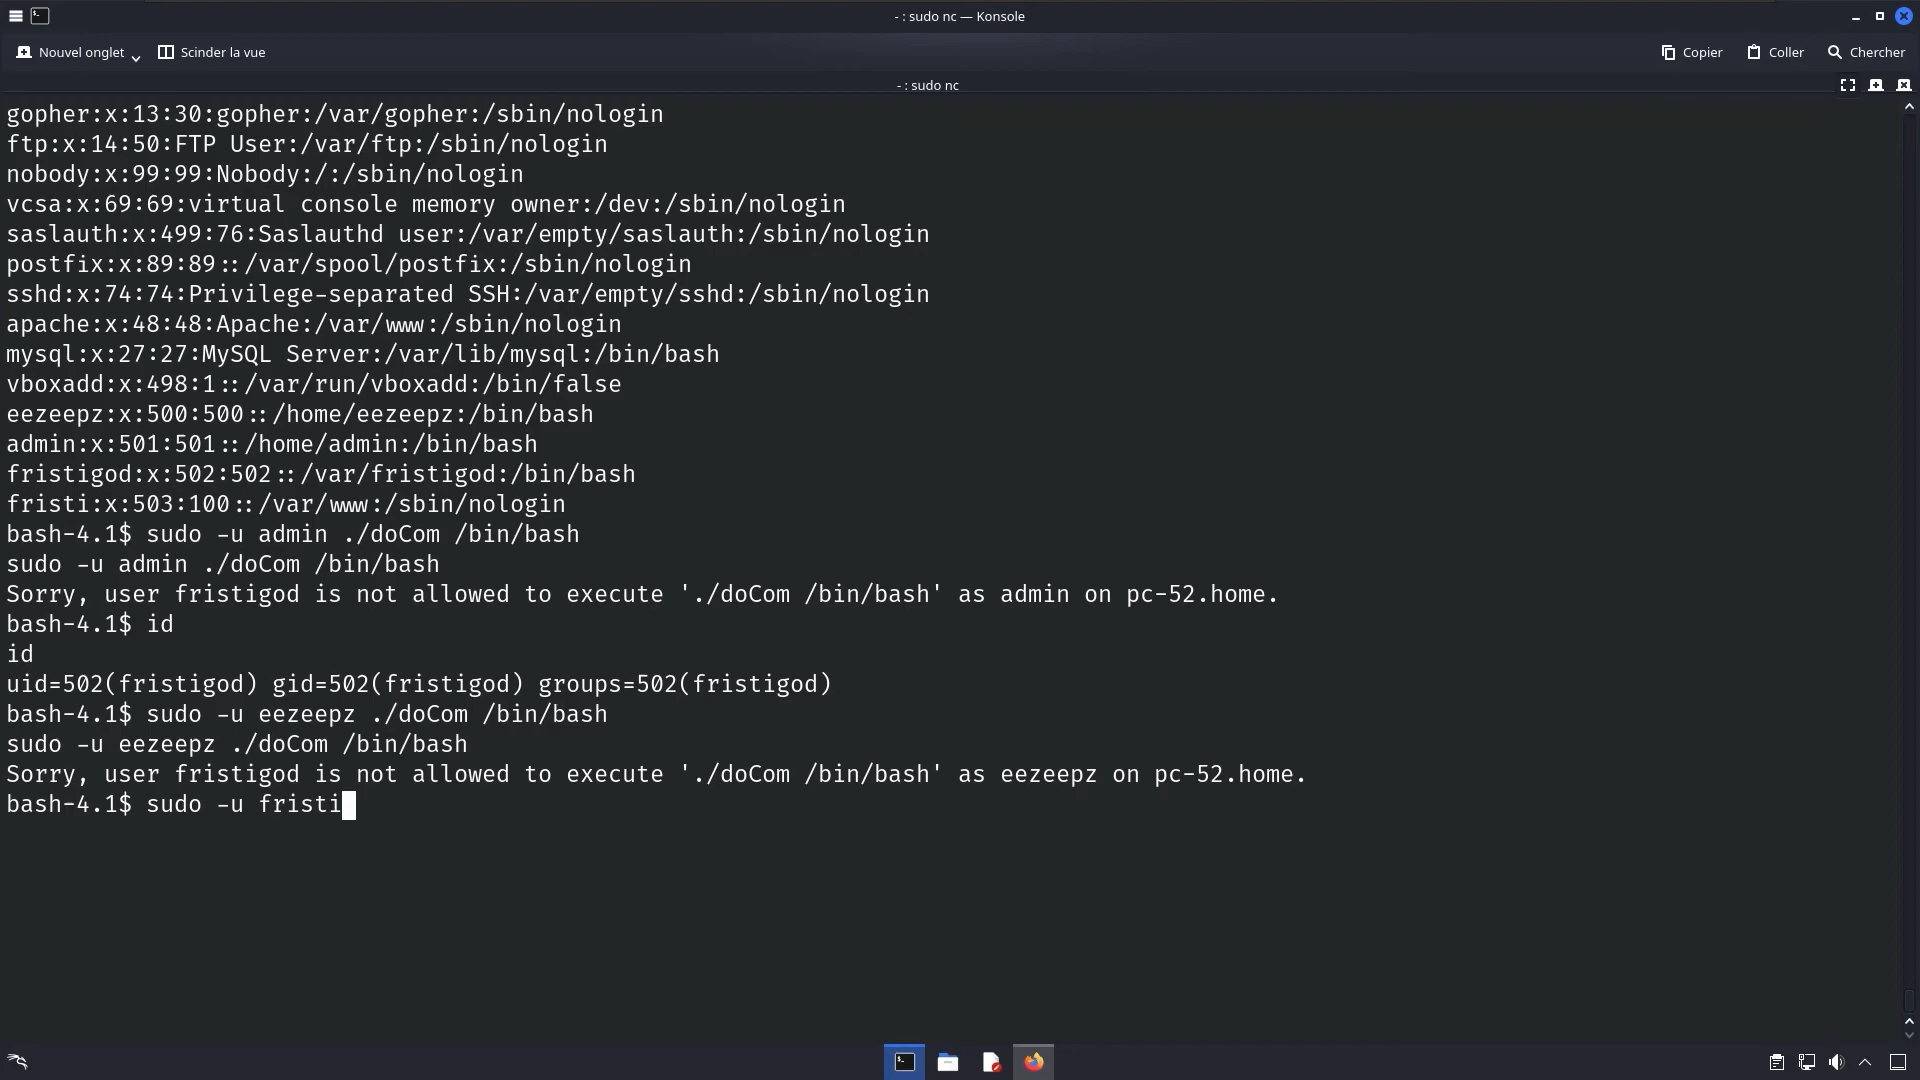 - : sudo nc — Konsole
Nouvel onglet
Scinder la vue
Copier
Coller
Chercher
- : sudo nc
gopher:x:13:30:gopher:/var/gopher:/sbin/nologin
ftp:x:14:50:FTP User:/var/ftp:/sbin/nologin
nobody:x:99:99:Nobody:/:/sbin/nologin
vcsa:x:69:69:virtual console memory owner:/dev:/sbin/nologin
saslauth:x:499:76:Saslauthd user:/var/empty/saslauth:/sbin/nologin
postfix:x:89:89::/var/spool/postfix:/sbin/nologin
sshd:x:74:74:Privilege-separated SSH:/var/empty/sshd:/sbin/nologin
apache:x:48:48:Apache:/var/www:/sbin/nologin
mysql:x:27:27:MySQL Server:/var/lib/mysql:/bin/bash
vboxadd:x:498:1::/var/run/vboxadd:/bin/false
eezeepz:x:500:500::/home/eezeepz:/bin/bash
admin:x:501:501::/home/admin:/bin/bash
fristigod:x:502:502::/var/fristigod:/bin/bash
fristi:x:503:100::/var/www:/sbin/nologin
bash-4.1$ sudo -u admin ./doCom /bin/bash
sudo -u admin ./doCom /bin/bash
Sorry, user fristigod is not allowed to execute './doCom /bin/bash' as admin on pc-52.home.
bash-4.1$ id
id
uid=502(fristigod) gid=502(fristigod) groups=502(fristigod)
bash-4.1$ sudo -u eezeepz ./doCom /bin/bash
sudo -u eezeepz ./doCom /bin/bash
Sorry, user fristigod is not allowed to execute './doCom /bin/bash' as eezeepz on pc-52.home.
bash-4.1$ sudo -u fristi